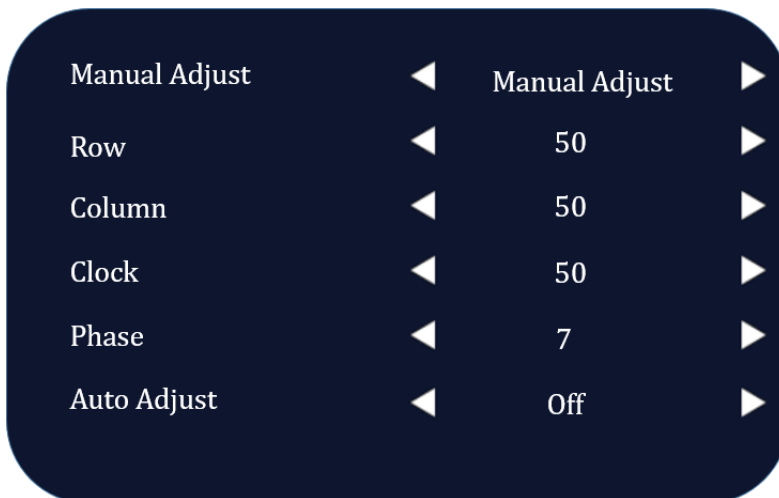 Manual Adjust Manual Adjust
Row 50
Column 50
Clock 50
Phase 7
Auto Adjust Off